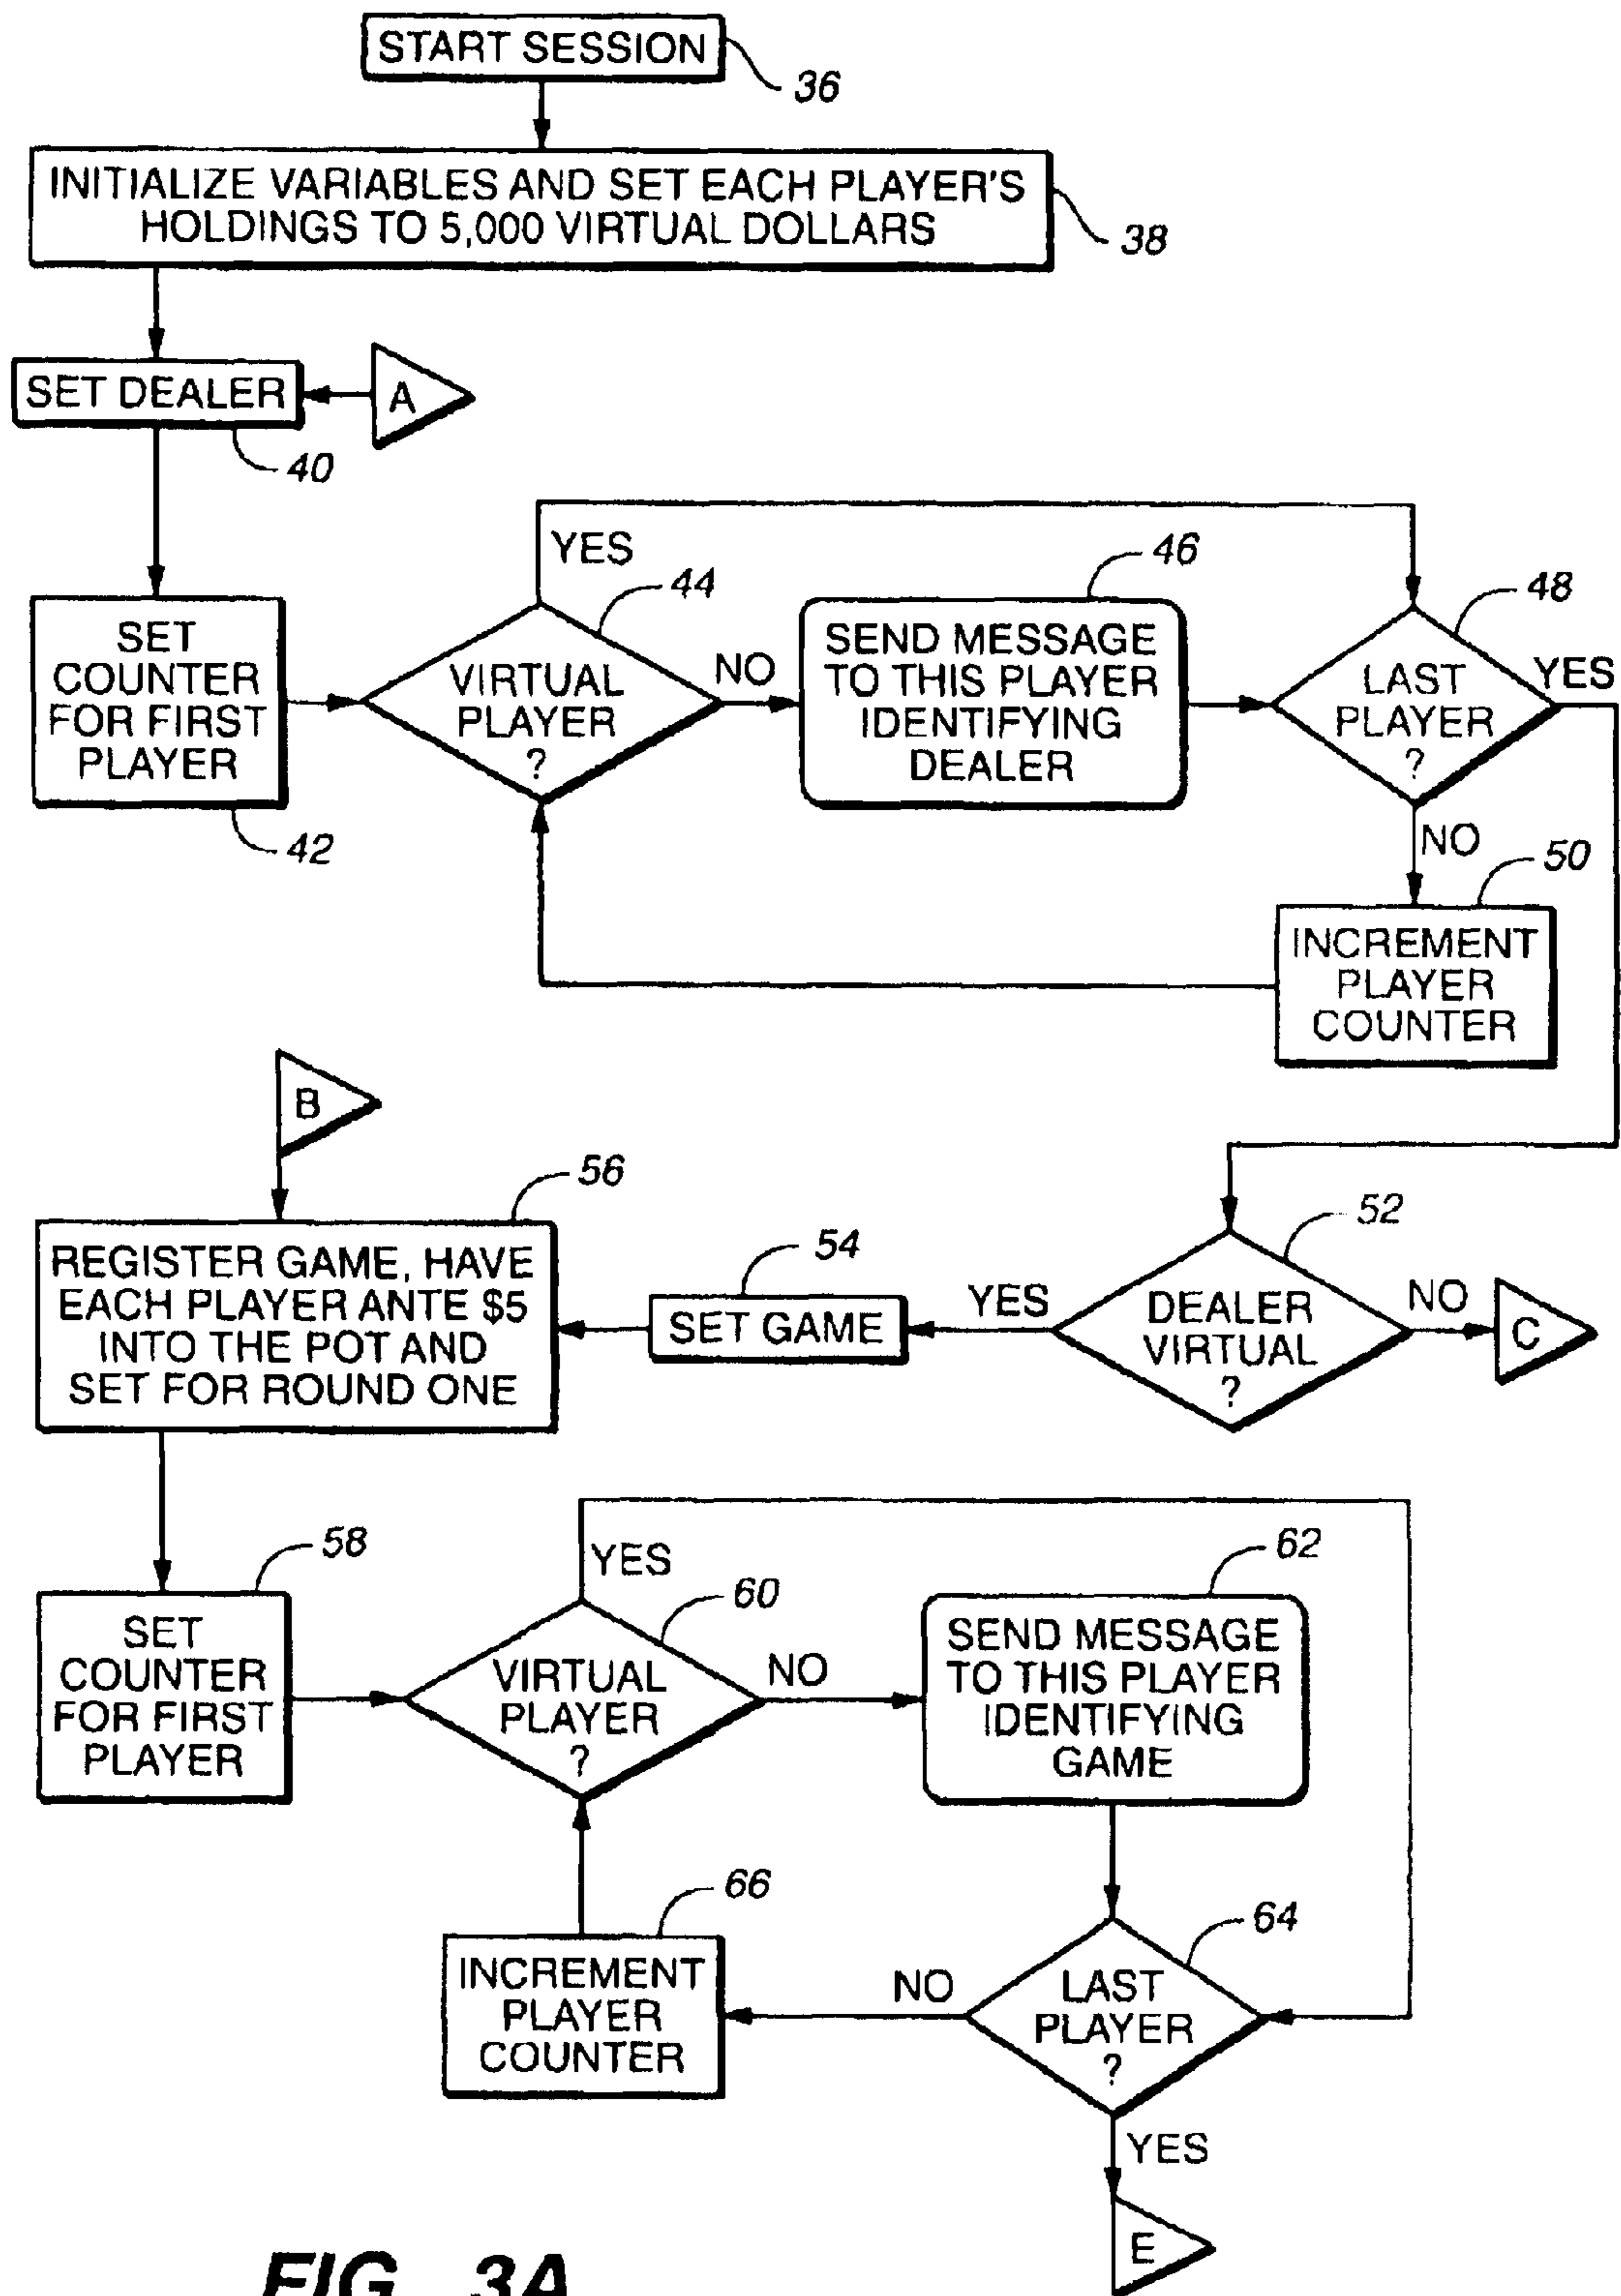 START SESSION
36
INITIALIZE VARIABLES AND SET EACH PLAYER'S
HOLDINGS TO 5,000 VIRTUAL DOLLARS
38
SET DEALER
A
40
YES
44
46
48
SET
COUNTER
FOR FIRST
PLAYER
42
VIRTUAL
PLAYER
?
NO
SEND MESSAGE
TO THIS PLAYER
IDENTIFYING
DEALER
LAST
PLAYER
?
YES
NO
50
INCREMENT
PLAYER
COUNTER
B
56
REGISTER GAME, HAVE
EACH PLAYER ANTE $5
INTO THE POT AND
SET FOR ROUND ONE
54
SET GAME
YES
52
DEALER
VIRTUAL
?
NO
C
58
SET
COUNTER
FOR FIRST
PLAYER
YES
60
VIRTUAL
PLAYER
?
NO
62
SEND MESSAGE
TO THIS PLAYER
IDENTIFYING
GAME
66
INCREMENT
PLAYER
COUNTER
NO
64
LAST
PLAYER
?
YES
E
FIG._3A